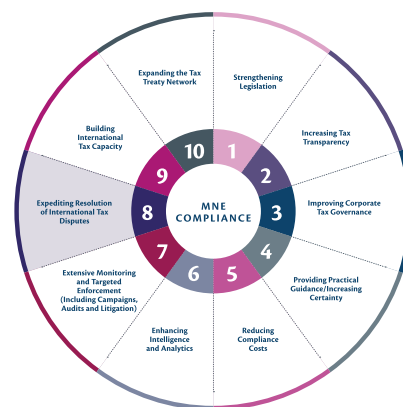 Expanding the Tax
Treaty Network
Strengthening
Legislation
Building
International
Tax Capacity
Increasing Tax
Transparency
10
1
9
2
Expediting Resolution
of International Tax
Disputes
8
MNE
COMPLIANCE
3
Improving Corporate
Tax Governance
7
4
6
5
Extensive Monitoring
and Targeted
Enforcement
(Including Campaigns,
Audits and Litigation)
Providing Practical
Guidance/Increasing
Certainty
Enhancing
Intelligence
and Analytics
Reducing
Compliance
Costs